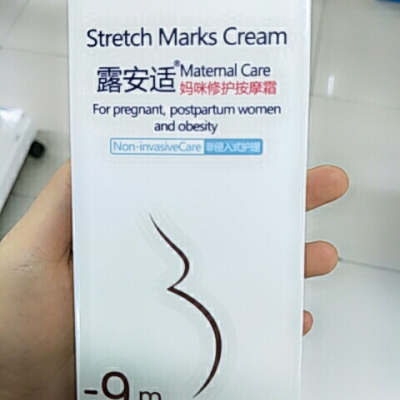 Stretch Marks Cream
露安适® Maternal Care
妈咪修护按摩霜
For pregnant, postpartum women
and obesity
Non-invasiveCare 非侵入式护理
-9m